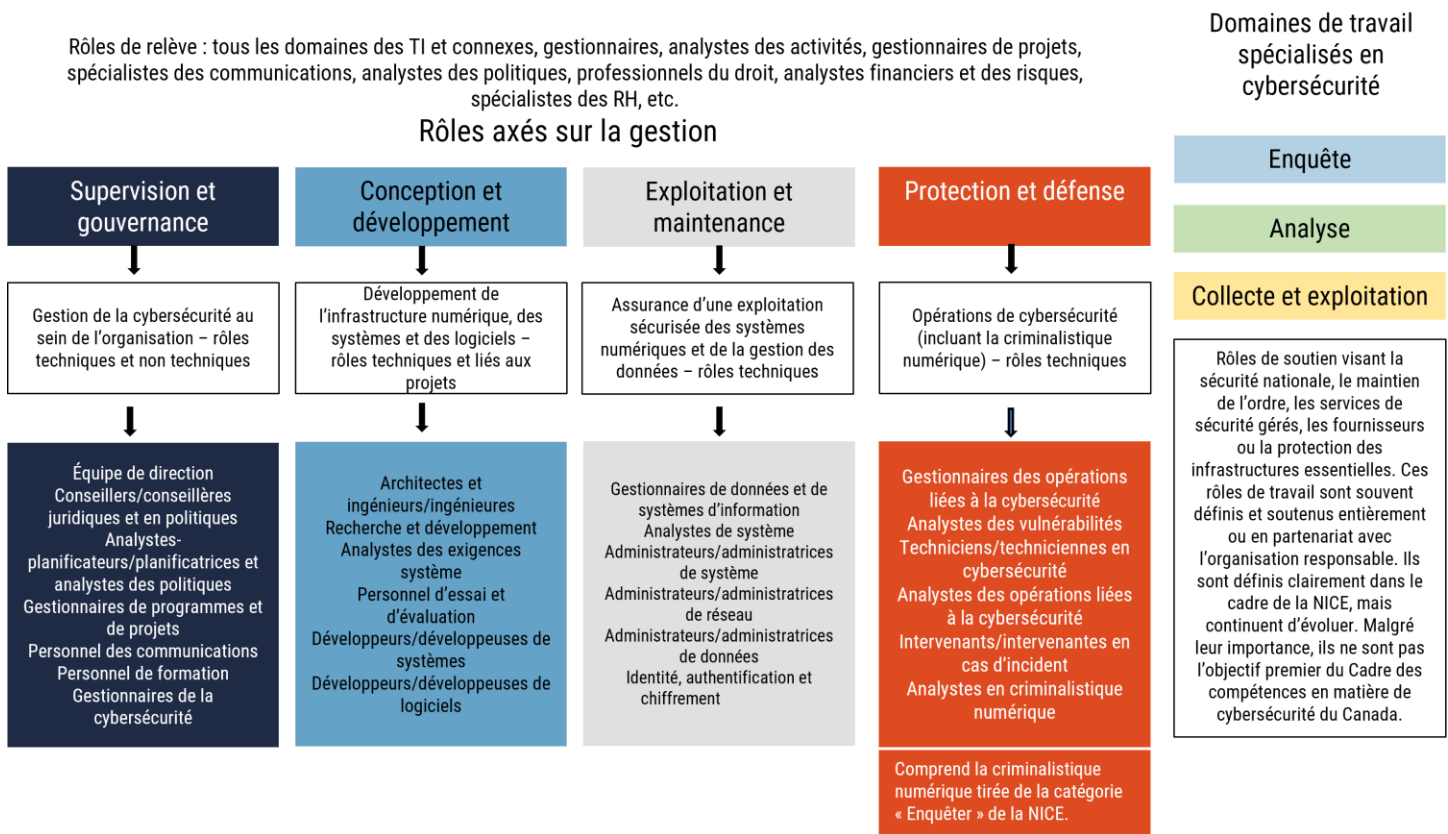 Rôles de relève : tous les domaines des TI et connexes, gestionnaires, analystes des activités, gestionnaires de projets,
spécialistes des communications, analystes des politiques, professionnels du droit, analystes financiers et des risques,
spécialistes des RH, etc.
Rôles axés sur la gestion
Supervision et
gouvernance
Gestion de la cybersécurité au
sein de l'organisation – rôles
techniques et non techniques
Équipe de direction
Conseillers/conseillères
juridiques et en politiques
Analystes-
planificateurs/planificatrices et
analystes des politiques
Gestionnaires de programmes et
de projets
Personnel des communications
Personnel de formation
Gestionnaires de la
cybersécurité
Conception et
développement
Développement de
l'infrastructure numérique, des
systèmes et des logiciels –
rôles techniques et liés aux
projets
Architectes et
ingénieurs/ingénieures
Recherche et développement
Analystes des exigences
système
Personnel d'essai et
d'évaluation
Développeurs/développeuses de
systèmes
Développeurs/développeuses de
logiciels
Exploitation et
maintenance
Assurance d'une exploitation
sécurisée des systèmes
numériques et de la gestion des
données – rôles techniques
Gestionnaires de données et de
systèmes d'information
Analystes de système
Administrateurs/administratrices
de système
Administrateurs/administratrices
de réseau
Administrateurs/administratrices
de données
Identité, authentification et
chiffrement
Protection et défense
Opérations de cybersécurité
(incluant la criminalistique
numérique) – rôles techniques
Gestionnaires des opérations
liées à la cybersécurité
Analystes des vulnérabilités
Techniciens/techniciennes en
cybersécurité
Analystes des opérations liées
à la cybersécurité
Intervenants/intervenantes en
cas d'incident
Analystes en criminalistique
numérique
Comprend la criminalistique
numérique tirée de la catégorie
« Enquêter » de la NICE.
Domaines de travail
spécialisés en
cybersécurité
Enquête
Analyse
Collecte et exploitation
Rôles de soutien visant la
sécurité nationale, le maintien
de l'ordre, les services de
sécurité gérés, les fournisseurs
ou la protection des
infrastructures essentielles. Ces
rôles de travail sont souvent
définis et soutenus entièrement
ou en partenariat avec
l'organisation responsable. Ils
sont définis clairement dans le
cadre de la NICE, mais
continuent d'évoluer. Malgré
leur importance, ils ne sont pas
l'objectif premier du Cadre des
compétences en matière de
cybersécurité du Canada.